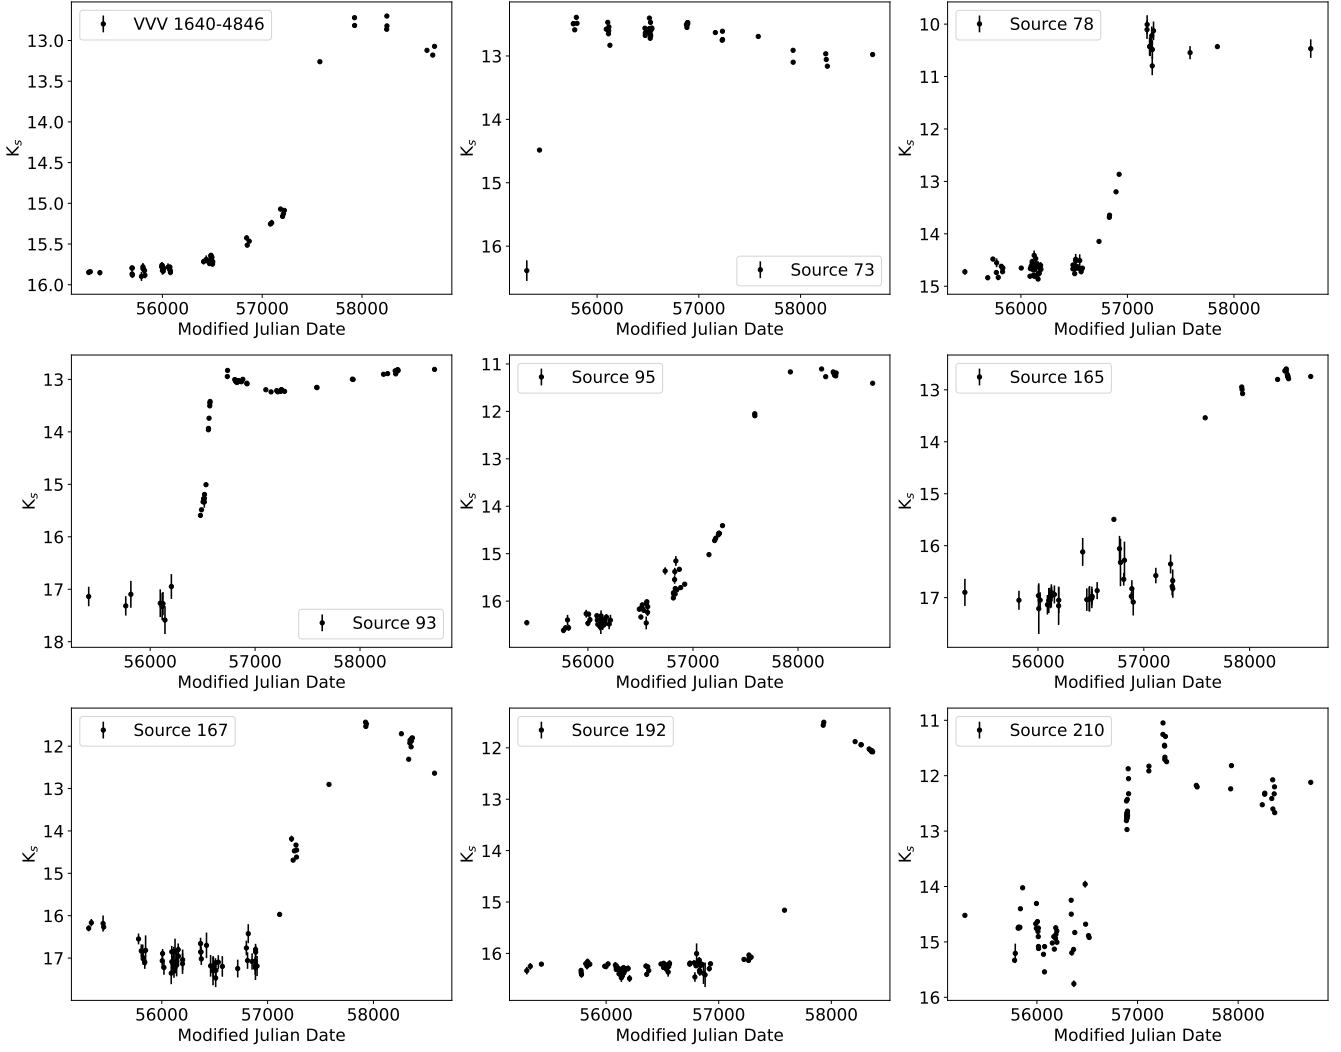 VVV 1640-4846
13.0
13.5
14.0
14.5
15.0
15.5
16.0
K_s
56000 57000 58000
Modified Julian Date
Source 73
12
13
14
15
16
K_s
56000 57000 58000
Modified Julian Date
Source 78
10
11
12
13
14
15
K_s
56000 57000 58000
Modified Julian Date
Source 93
13
14
15
16
17
18
K_s
56000 57000 58000
Modified Julian Date
Source 95
11
12
13
14
15
16
K_s
56000 57000 58000
Modified Julian Date
Source 165
13
14
15
16
17
K_s
56000 57000 58000
Modified Julian Date
Source 167
12
13
14
15
16
17
K_s
56000 57000 58000
Modified Julian Date
Source 192
12
13
14
15
16
K_s
56000 57000 58000
Modified Julian Date
Source 210
11
12
13
14
15
16
K_s
56000 57000 58000
Modified Julian Date